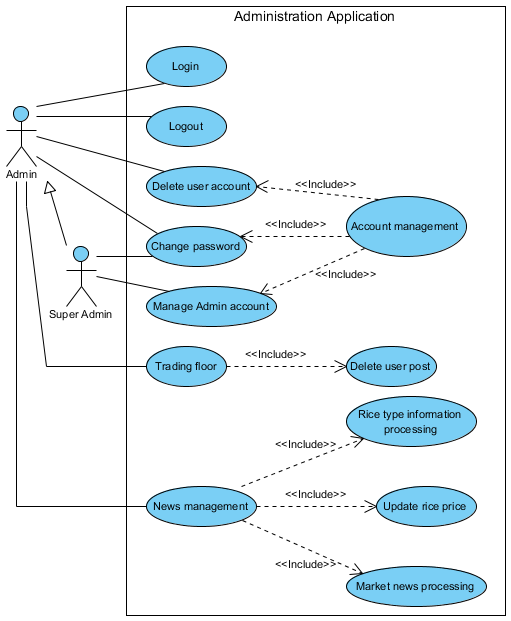 Administration Application
Login
Logout
Admin
Delete user account
<<Include>>
Account management
<<Include>>
Change password
<<Include>>
Super Admin
Manage Admin account
Trading floor
<<Include>>
Delete user post
Rice type information
processing
<<Include>>
News management
<<Include>>
Update rice price
<<Include>>
Market news processing